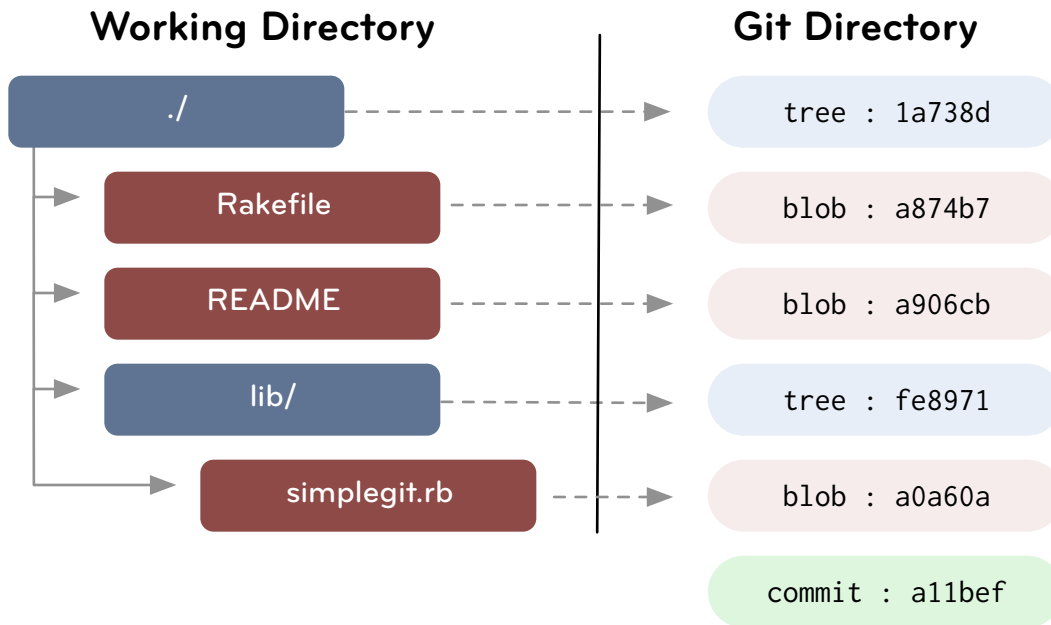 Working Directory
Git Directory
./
tree : 1a738d
Rakefile
blob : a874b7
README
blob : a906cb
lib/
tree : fe8971
simplegit.rb
blob : a0a60a
commit : a11bef